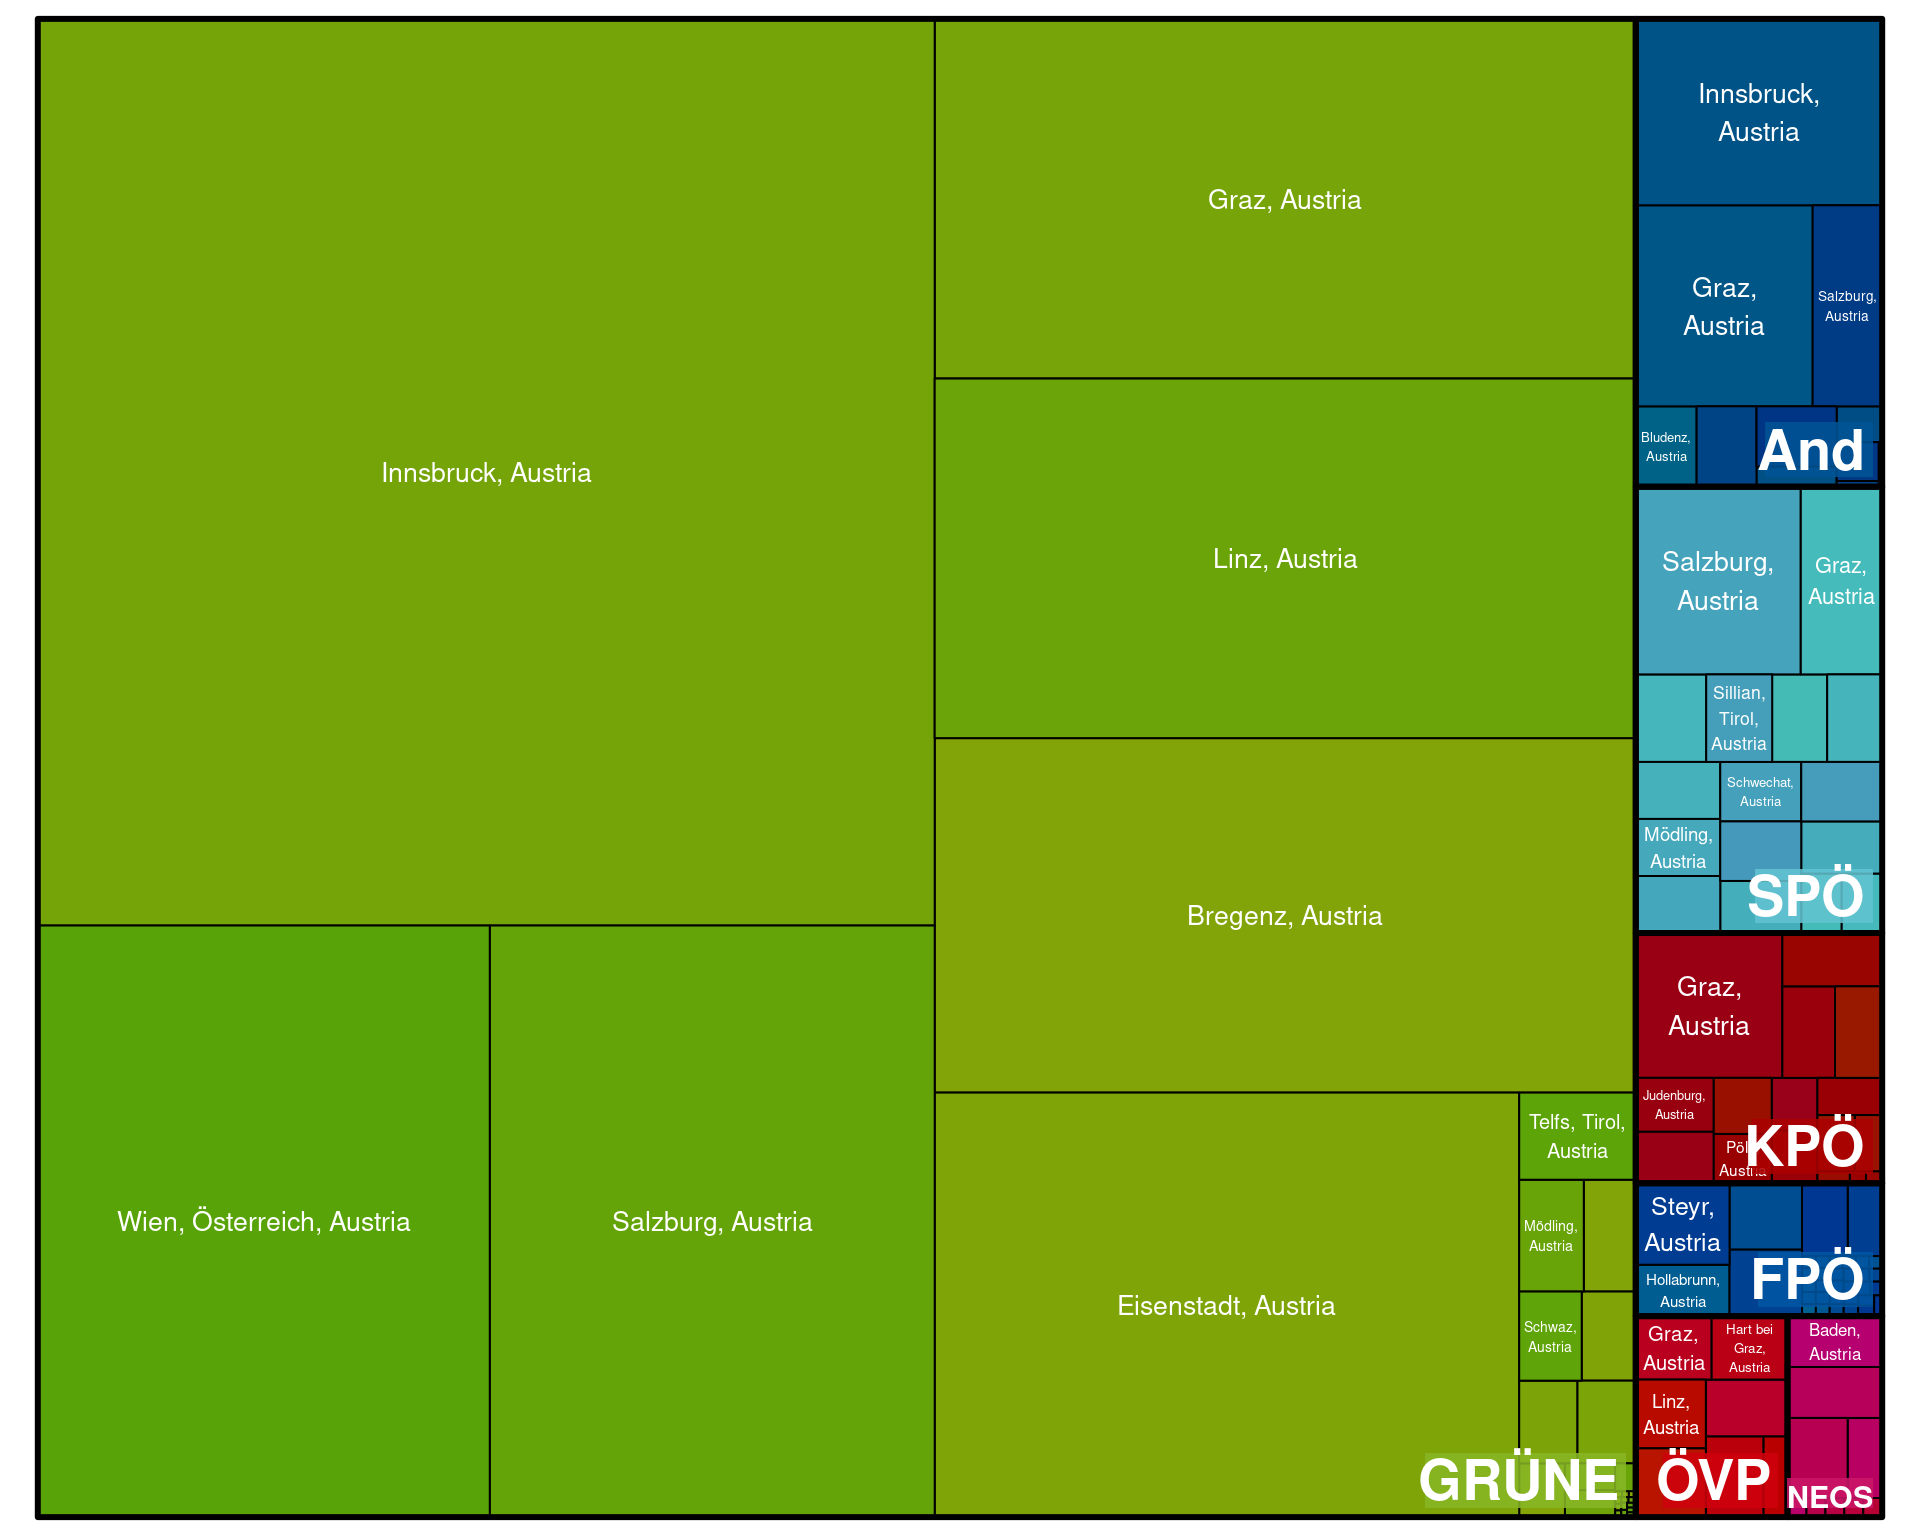 Innsbruck, Austria
Wien, Österreich, Austria
Salzburg, Austria
Graz, Austria
Linz, Austria
Bregenz, Austria
Eisenstadt, Austria
Telfs, Tirol,
Austria
Mödling,
Austria
Schwaz,
Austria
GRÜNE
Innsbruck,
Austria
Graz,
Austria
Salzburg,
Austria
Bludenz,
Austria
And
Salzburg,
Austria
Graz,
Austria
Sillian,
Tirol,
Austria
Schwechat,
Austria
Mödling,
Austria
SPÖ
Graz,
Austria
Judenburg,
Austria
Austria
KPÖ
Steyr,
Austria
Hollabrunn,
Austria
FPÖ
Graz,
Austria
Hart bei
Graz,
Austria
Linz,
Austria
ÖVP
Baden,
Austria
NEOS